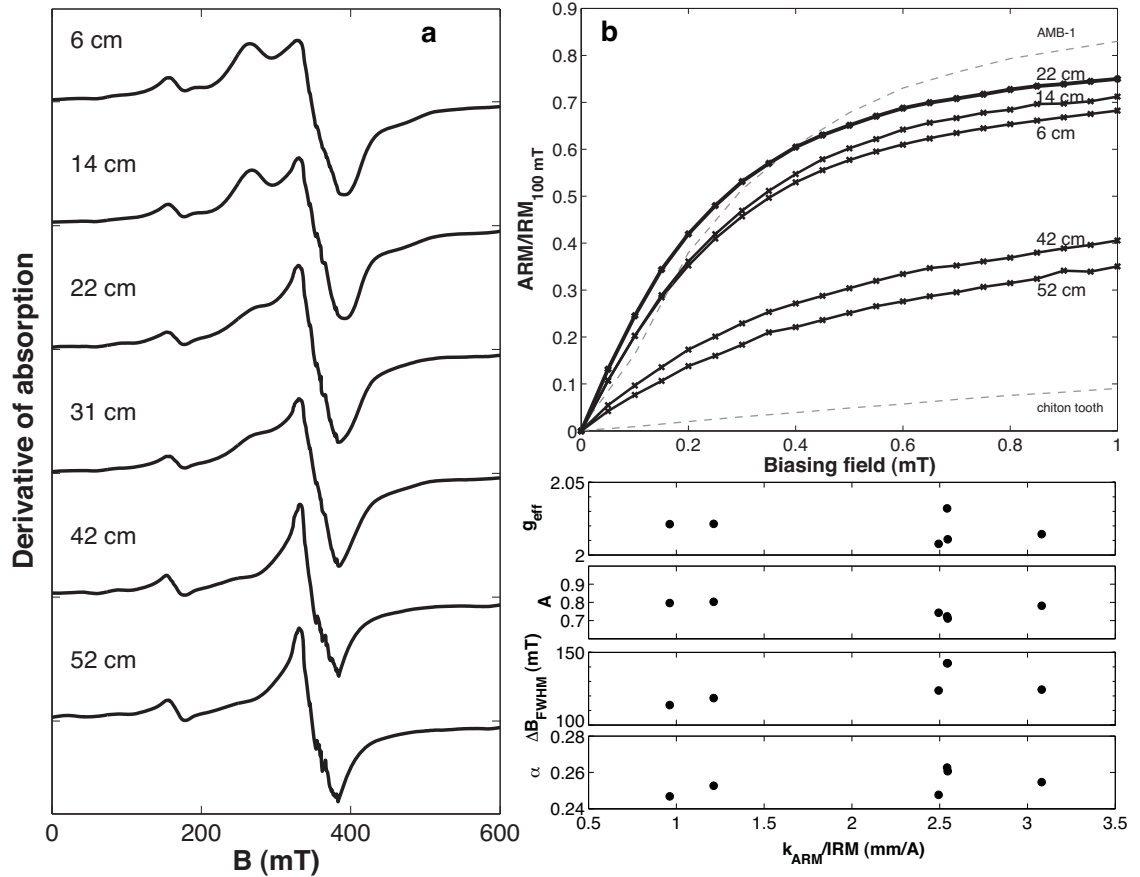 a
6 cm
14 cm
22 cm
31 cm
42 cm
52 cm
Derivative of absorption
0 200 400 600
B (mT)
b
0.9
0.8
0.7
0.6
0.5
0.4
0.3
0.2
0.1
0
ARM/IRM100 mT
AMB-1
22 cm
14 cm
6 cm
42 cm
52 cm
chiton tooth
0 0.2 0.4 0.6 0.8 1
Biasing field (mT)
2.05
2
geff
0.9
0.8
0.7
A
150
100
ΔBFWHM (mT)
0.28
0.26
0.24
α
0.5 1 1.5 2 2.5 3 3.5
kARM/IRM (mm/A)